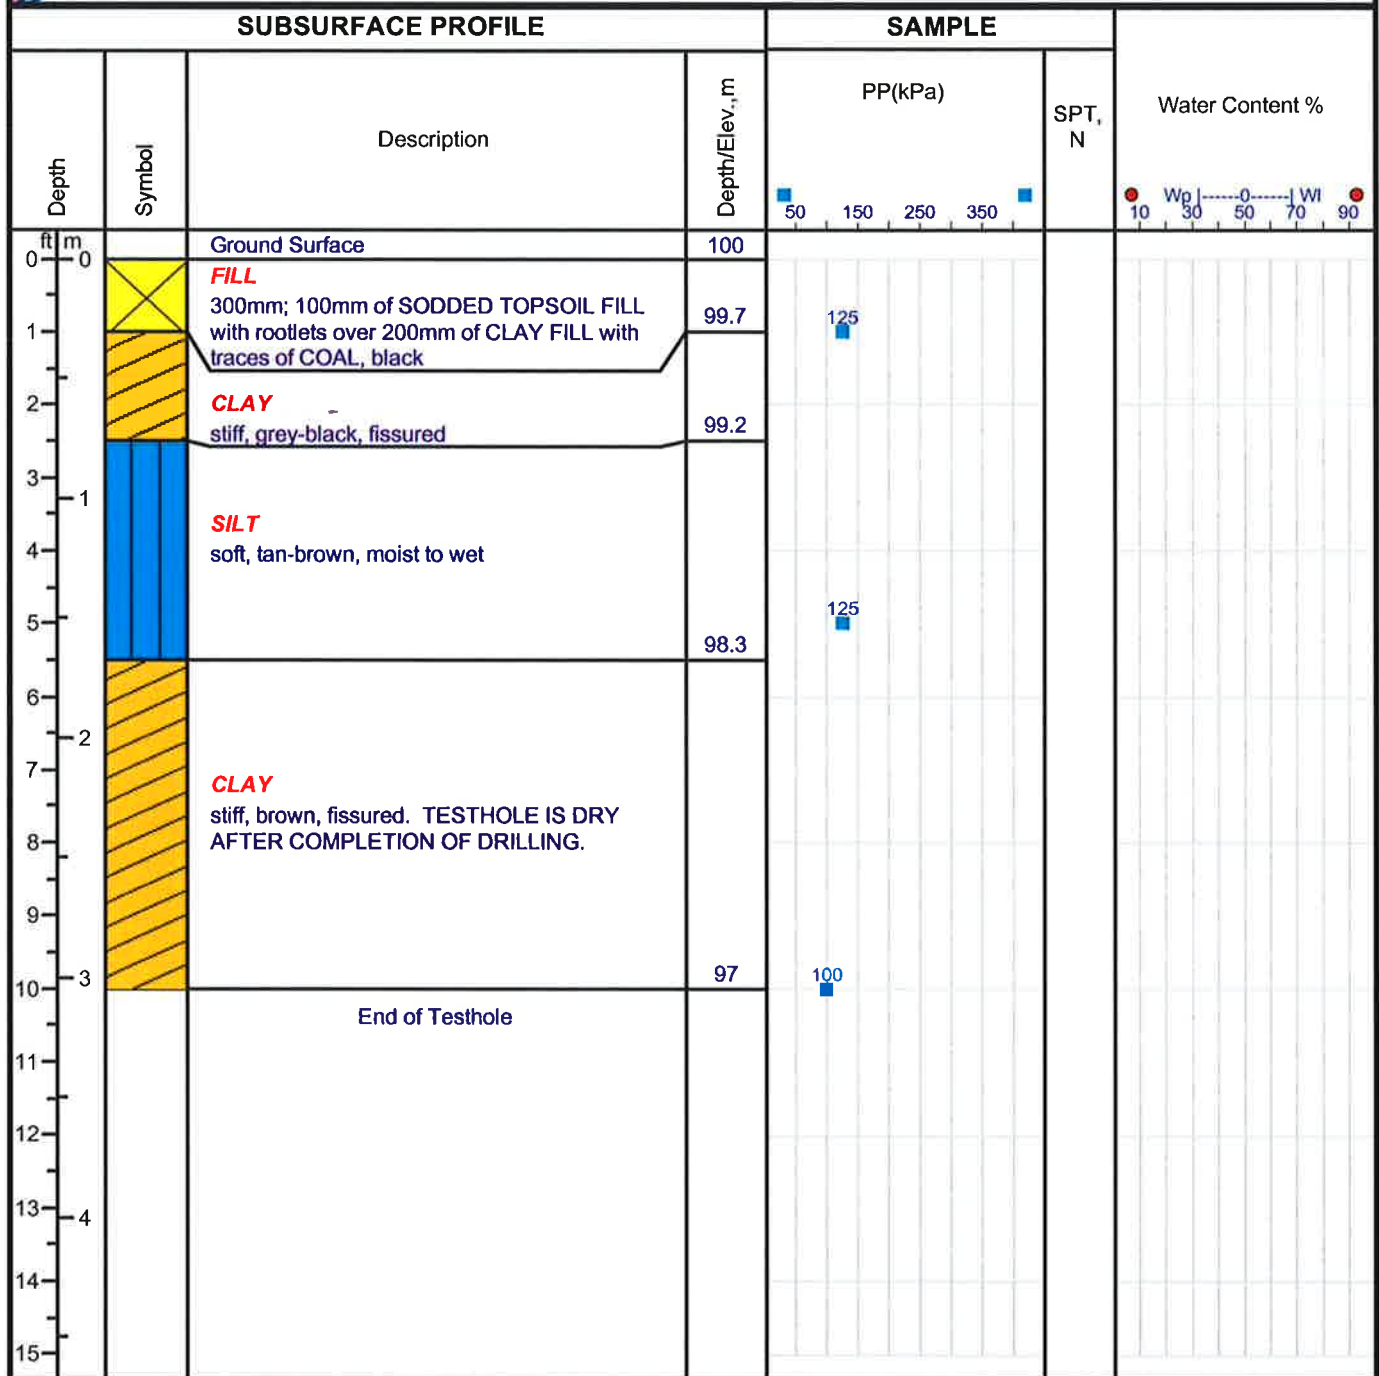 SUBSURFACE PROFILE
SAMPLE
Depth
Symbol
Description
Depth/Elev.,m
PP(kPa)
50 150 250 350
SPT,
N
Water Content %
Wp |------0------| Wl
10 30 50 70 90
ft m
Ground Surface
100
0 0
FILL
300mm; 100mm of SODDED TOPSOIL FILL
with rootlets over 200mm of CLAY FILL with
traces of COAL, black
99.7
125
1
2
CLAY
stiff, grey-black, fissured
99.2
3
1
SILT
soft, tan-brown, moist to wet
4
125
5
98.3
6
2
7
CLAY
stiff, brown, fissured. TESTHOLE IS DRY
AFTER COMPLETION OF DRILLING.
8
9
97
100
3
10
End of Testhole
11
12
13
4
14
15